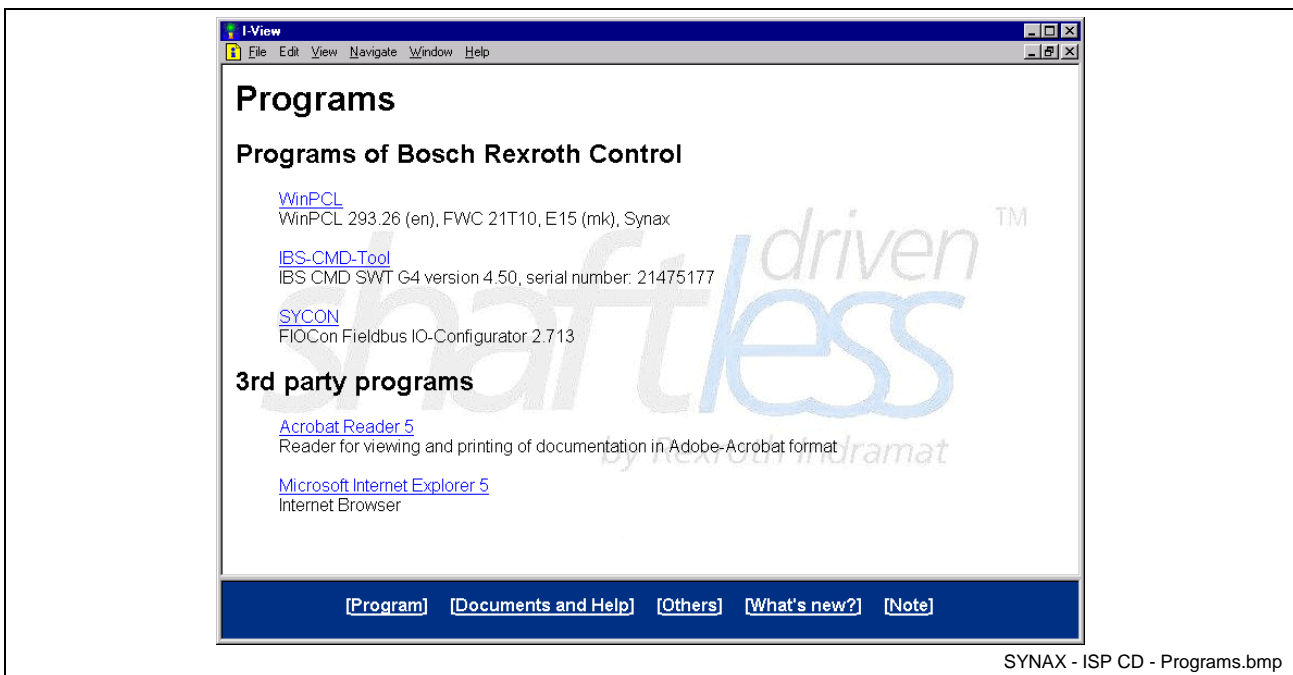 I-View
File Edit View Navigate Window Help
Programs
Programs of Bosch Rexroth Control
WinPCL
WinPCL 293.26 (en), FWC 21T10, E15 (mk), Synax
IBS-CMD-Tool
IBS CMD SWT G4 version 4.50, serial number: 21475177
SYCON
FIOCon Fieldbus IO-Configurator 2.713
3rd party programs
Acrobat Reader 5
Reader for viewing and printing of documentation in Adobe-Acrobat format
Microsoft Internet Explorer 5
Internet Browser
driven TM
shaftless
by Rexroth Indramat
[Program] [Documents and Help] [Others] [What's new?] [Note]
SYNAX - ISP CD - Programs.bmp